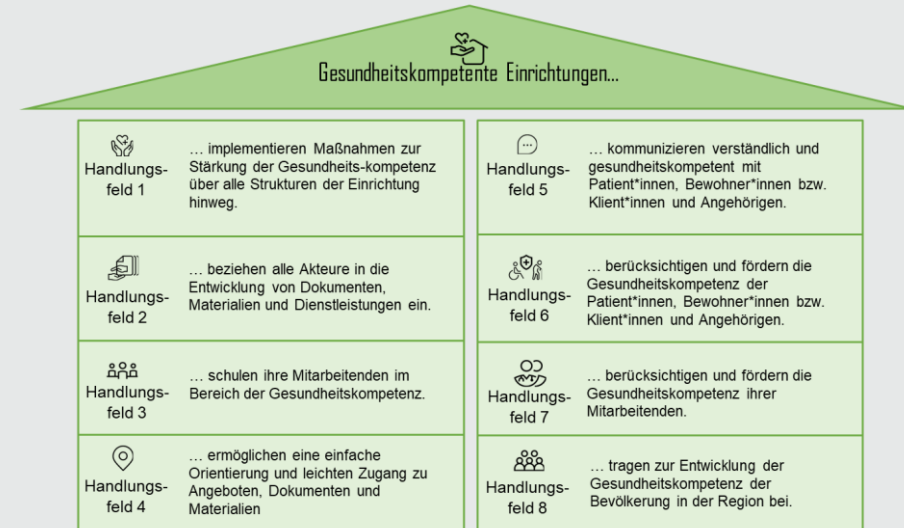 Gesundheitskompetente Einrichtungen...
Handlungs-
feld 1
... implementieren Maßnahmen zur
Stärkung der Gesundheits-kompetenz
über alle Strukturen der Einrichtung
hinweg.
Handlungs-
feld 2
... beziehen alle Akteure in die
Entwicklung von Dokumenten,
Materialien und Dienstleistungen ein.
Handlungs-
feld 3
... schulen ihre Mitarbeitenden im
Bereich der Gesundheitskompetenz.
Handlungs-
feld 4
... ermöglichen eine einfache
Orientierung und leichten Zugang zu
Angeboten, Dokumenten und
Materialien
Handlungs-
feld 5
... kommunizieren verständlich und
gesundheitskompetent mit
Patient*innen, Bewohner*innen bzw.
Klient*innen und Angehörigen.
Handlungs-
feld 6
... berücksichtigen und fördern die
Gesundheitskompetenz der
Patient*innen, Bewohner*innen bzw.
Klient*innen und Angehörigen.
Handlungs-
feld 7
... berücksichtigen und fördern die
Gesundheitskompetenz ihrer
Mitarbeitenden.
Handlungs-
feld 8
... tragen zur Entwicklung der
Gesundheitskompetenz der
Bevölkerung in der Region bei.